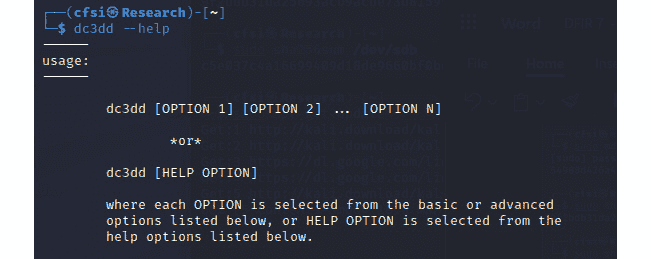 (cfsi㉿Research)-[~]
$ dc3dd --help
usage:
dc3dd [OPTION 1] [OPTION 2] ... [OPTION N]
*or*
dc3dd [HELP OPTION]
where each OPTION is selected from the basic or advanced
options listed below, or HELP OPTION is selected from the
help options listed below.